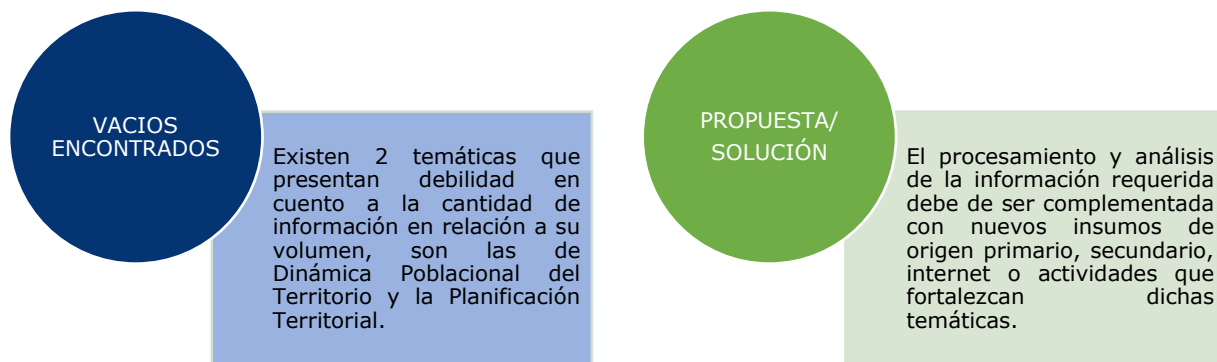 VACIOS
ENCONTRADOS
Existen 2 temáticas que
presentan debilidad en
cuento a la cantidad de
información en relación a su
volumen, son las de
Dinámica Poblacional del
Territorio y la Planificación
Territorial.
PROPUESTA/
SOLUCIÓN
El procesamiento y análisis
de la información requerida
debe de ser complementada
con nuevos insumos de
origen primario, secundario,
internet o actividades que
fortalezcan dichas
temáticas.